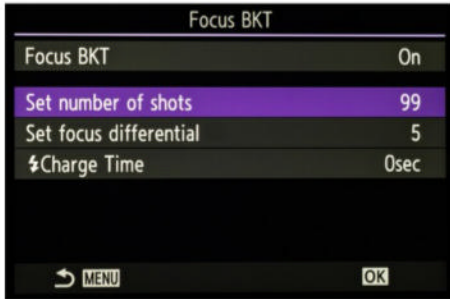 Focus BKT
Focus BKT On
Set number of shots 99
Set focus differential 5
Charge Time 0sec
MENU OK